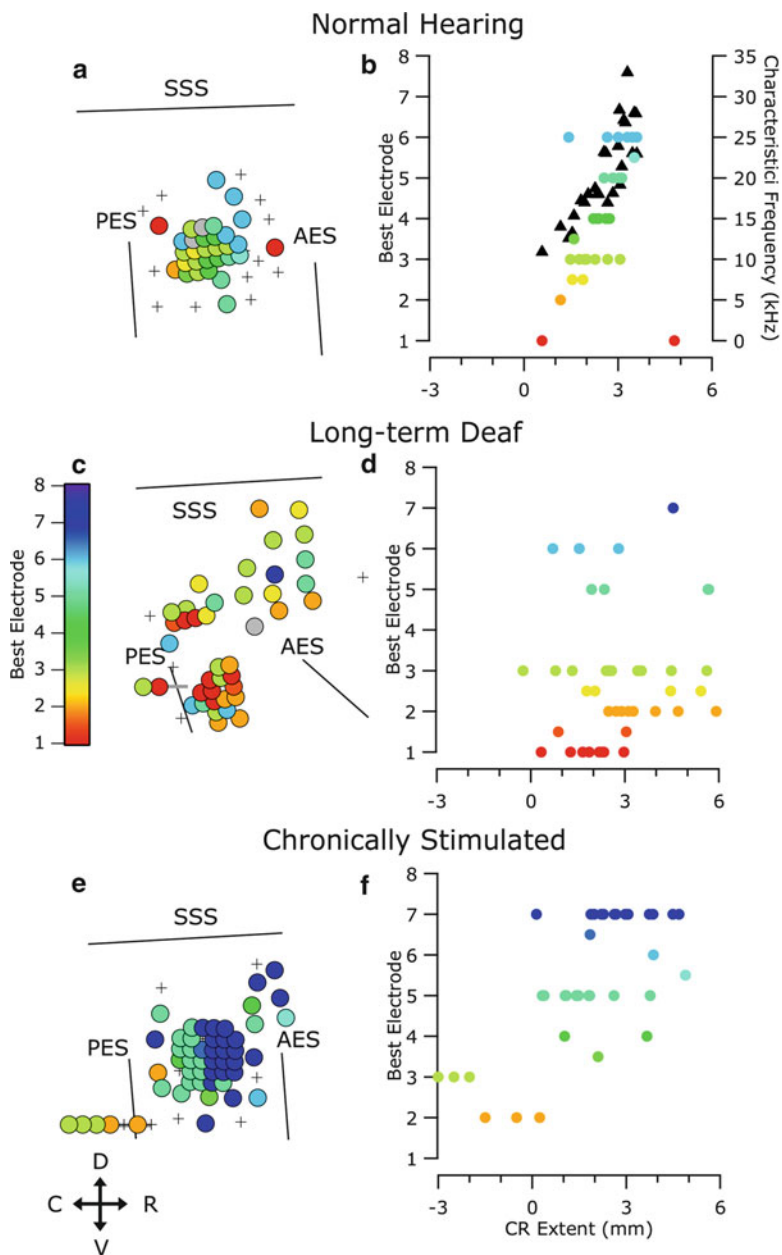 Normal Hearing
a
SSS
PES
AES
b
8
7
6
5
4
3
2
1
Best Electrode
35
30
25
20
15
10
5
0
Characteristici Frequency (kHz)
-3 0 3 6
Long-term Deaf
c
8
7
6
5
4
3
2
1
Best Electrode
SSS
PES
AES
d
8
7
6
5
4
3
2
1
Best Electrode
-3 0 3 6
Chronically Stimulated
e
SSS
PES
AES
D
C R
V
f
8
7
6
5
4
3
2
1
Best Electrode
-3 0 3 6
CR Extent (mm)